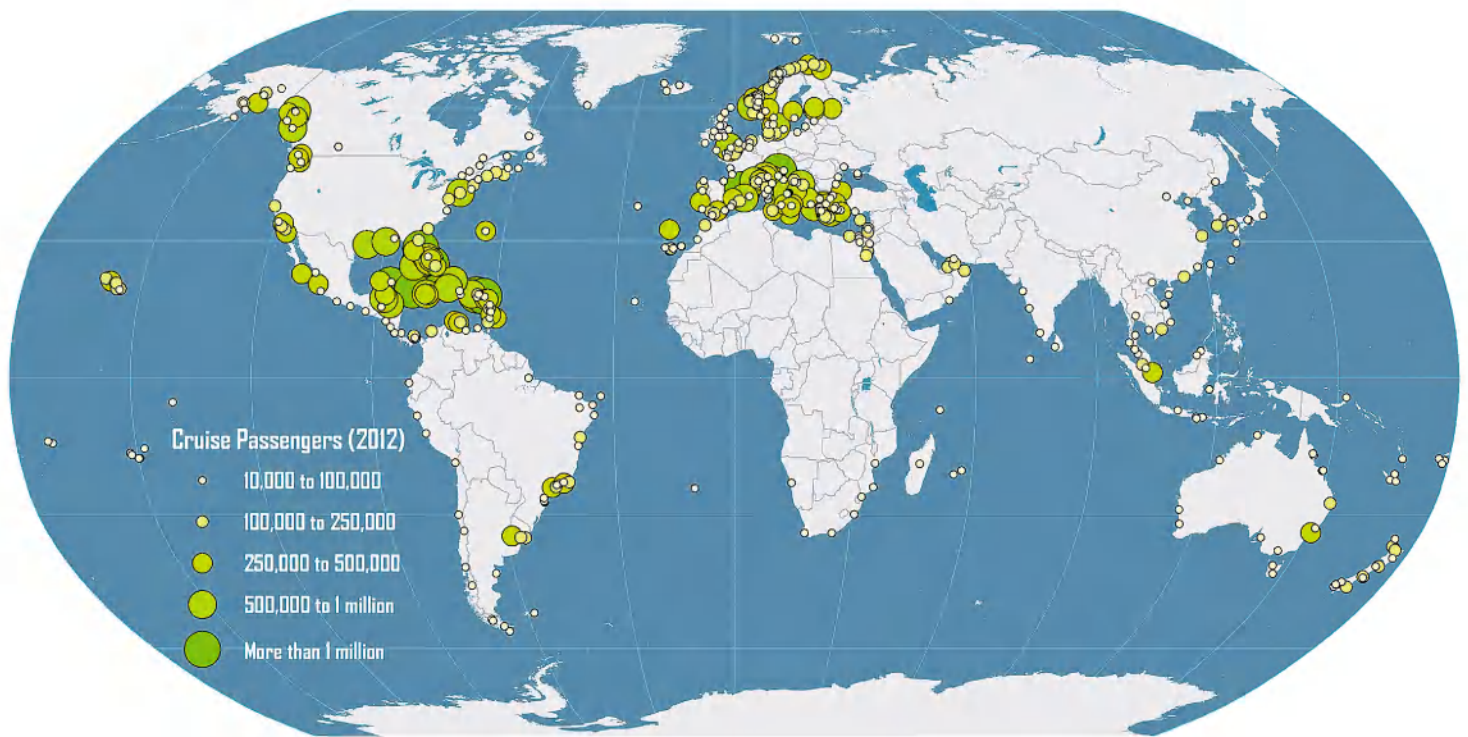 Cruise Passengers (2012)
10,000 to 100,000
100,000 to 250,000
250,000 to 500,000
500,000 to 1 million
More than 1 million